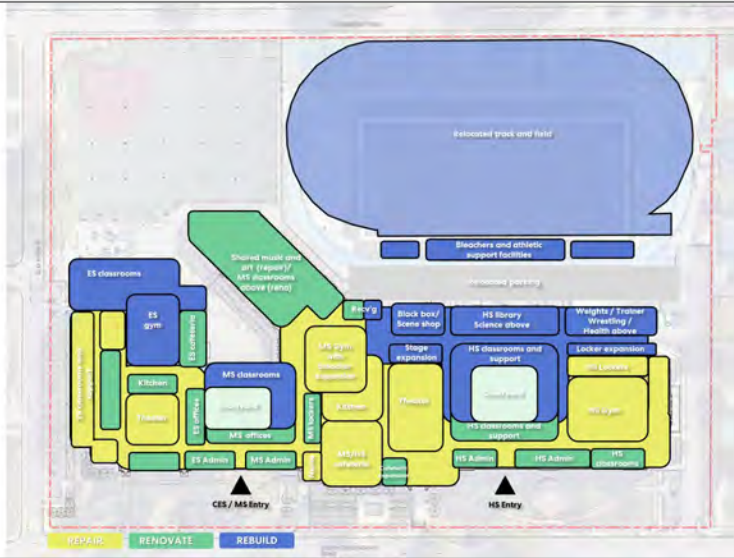 Relocated track and field
Bleachers and athletic
support facilities
Relocated parking
Shared music and
art (repair)/
MS classrooms
above (reno)
ES classrooms
ES
gym
ES cafeteria
Recv'g
Black box/
Scene shop
HS library
Science above
Weights / Trainer
Wrestling /
Health above
MS Gym
with
Stage
expansion
HS classrooms and
support
Locker expansion
HS Lockers
MS classrooms
Courtyard
Courtyard
Kitchen
Kitchen
Theater
Theater
HS Gym
ES offices
MS offices
MS lockers
HS classrooms and
support
MS/HS
cafeteria
ES Admin
MS Admin
HS Admin
HS Admin
HS
classrooms
CES / MS Entry
HS Entry
REPAIR
RENOVATE
REBUILD